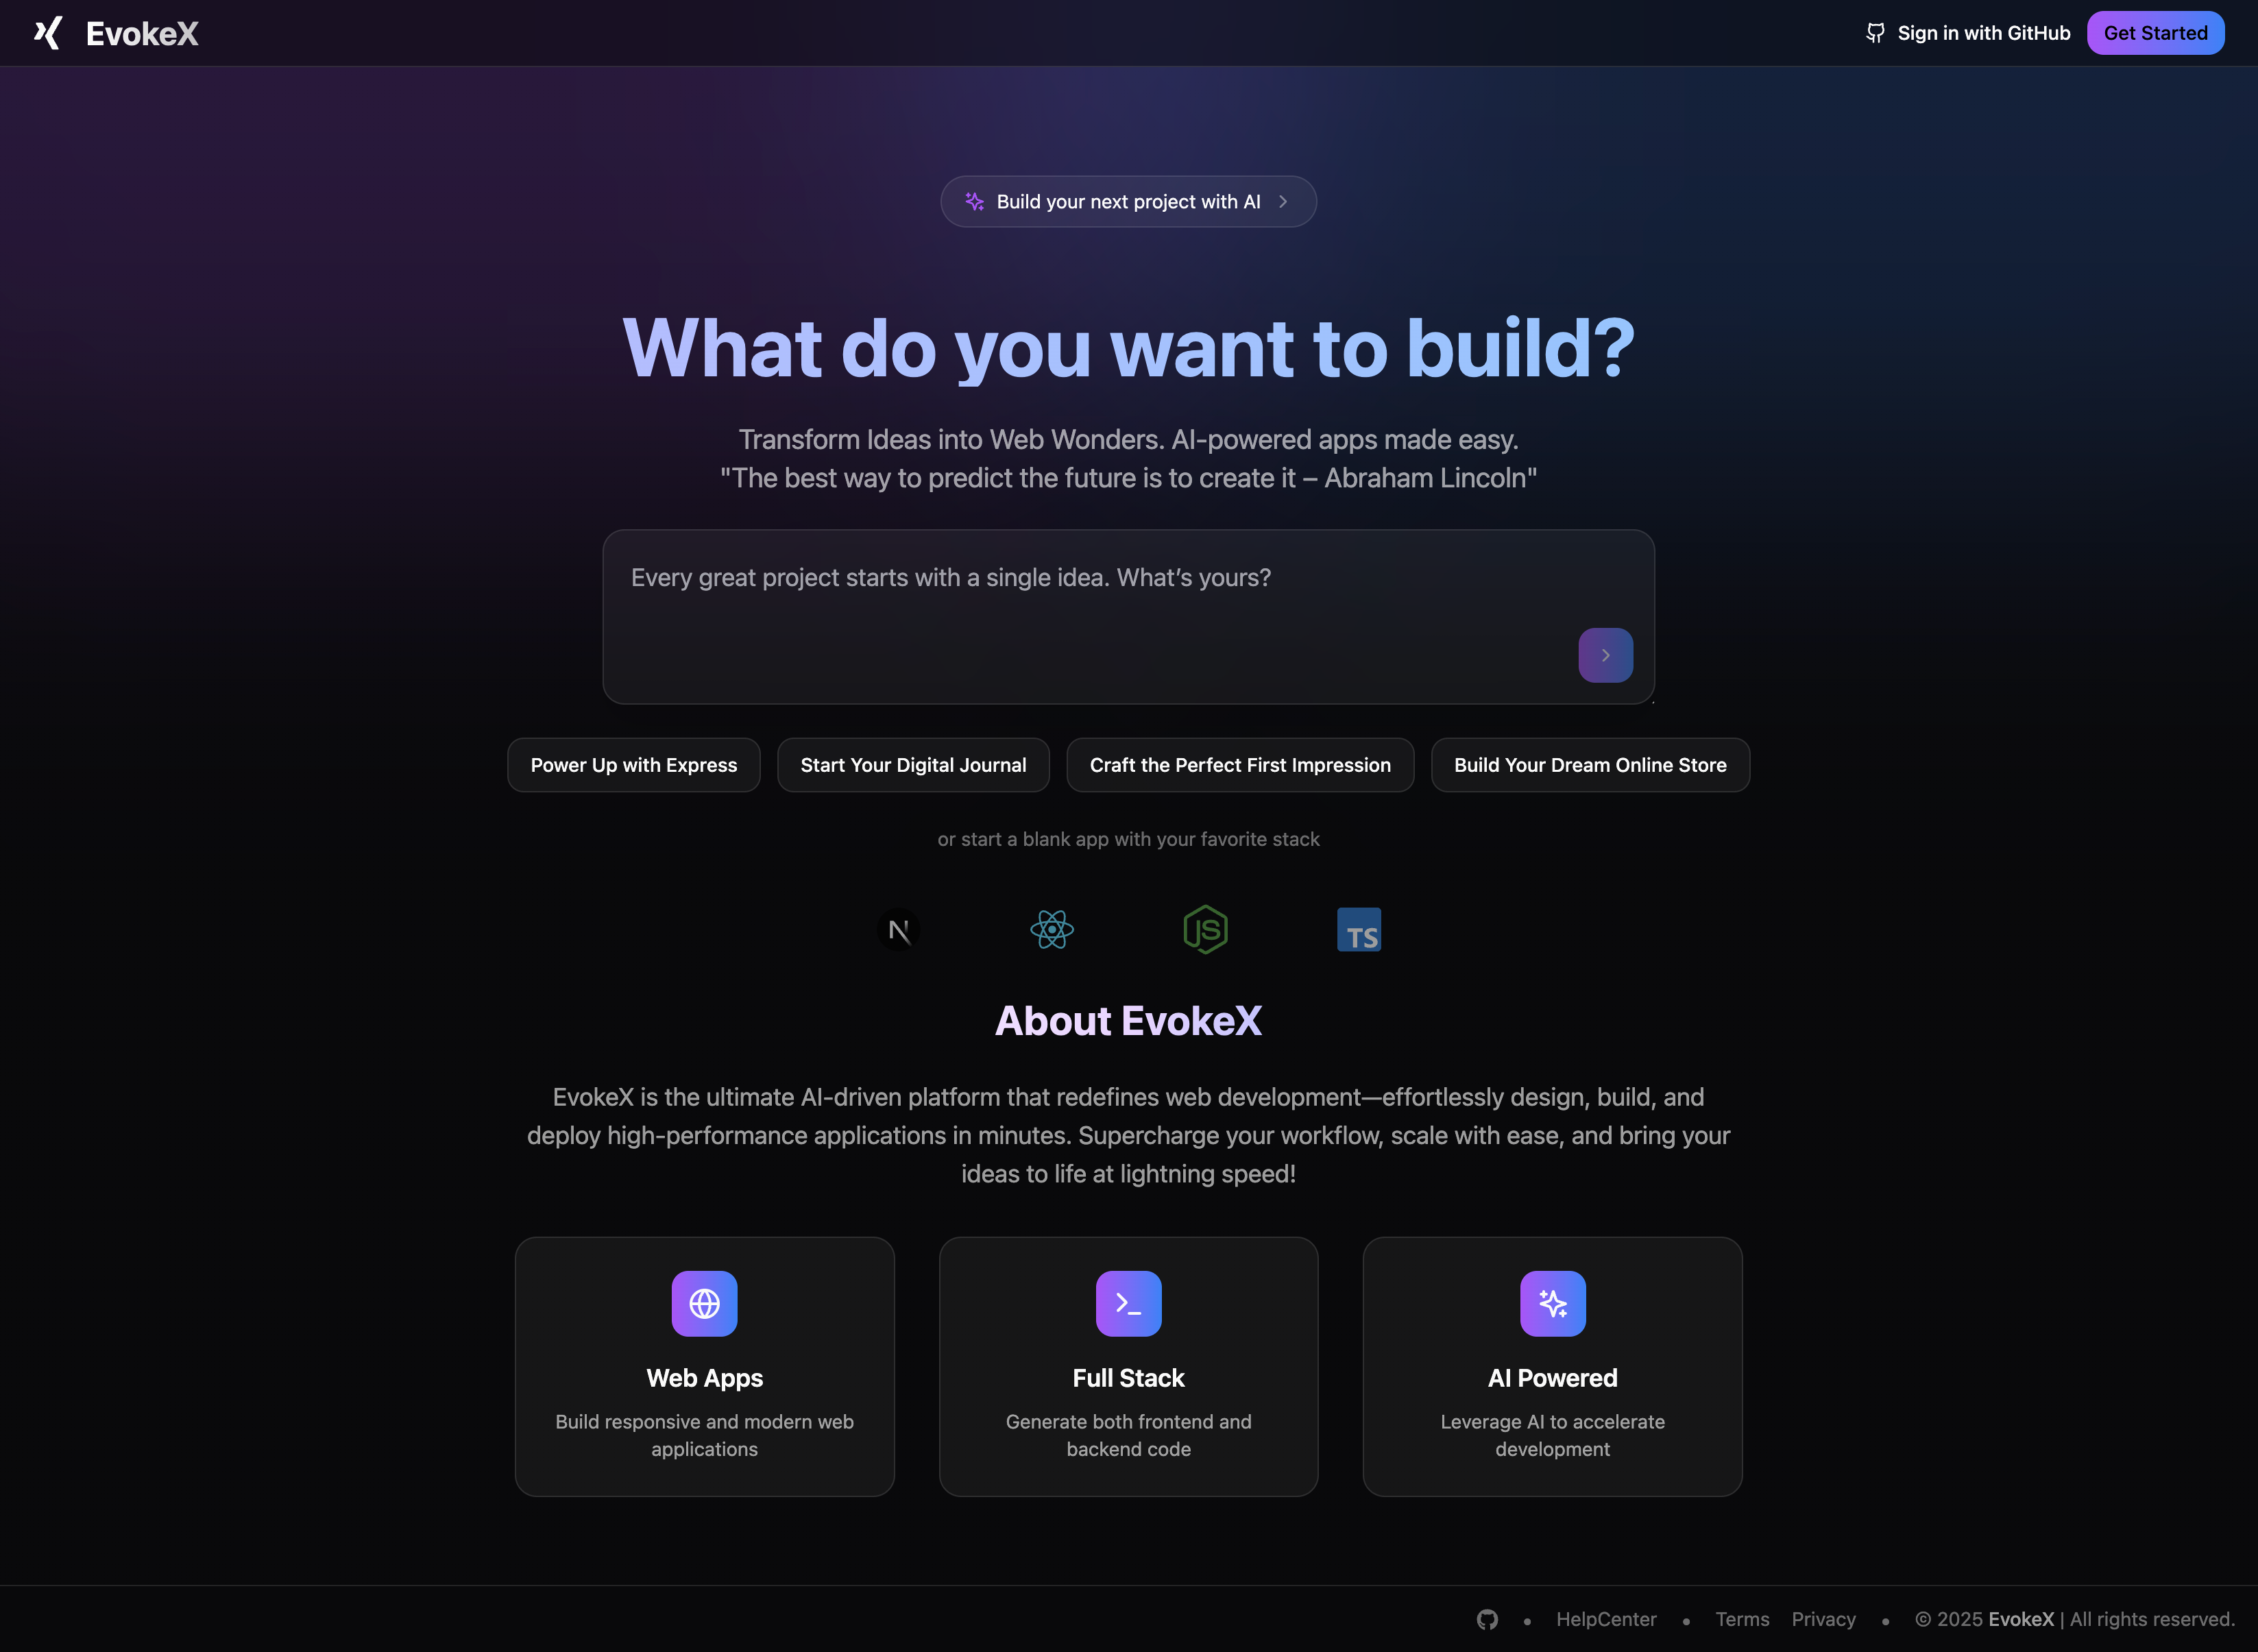 EvokeX
Sign in with GitHub
Get Started
Build your next project with AI
What do you want to build?
Transform Ideas into Web Wonders. AI-powered apps made easy.
"The best way to predict the future is to create it – Abraham Lincoln"
Every great project starts with a single idea. What’s yours?
Power Up with Express
Start Your Digital Journal
Craft the Perfect First Impression
Build Your Dream Online Store
or start a blank app with your favorite stack
N
JS
TS
About EvokeX
EvokeX is the ultimate AI-driven platform that redefines web development—effortlessly design, build, and
deploy high-performance applications in minutes. Supercharge your workflow, scale with ease, and bring your
ideas to life at lightning speed!
Web Apps
Build responsive and modern web
applications
Full Stack
Generate both frontend and
backend code
AI Powered
Leverage AI to accelerate
development
HelpCenter • Terms Privacy • © 2025 EvokeX | All rights reserved.